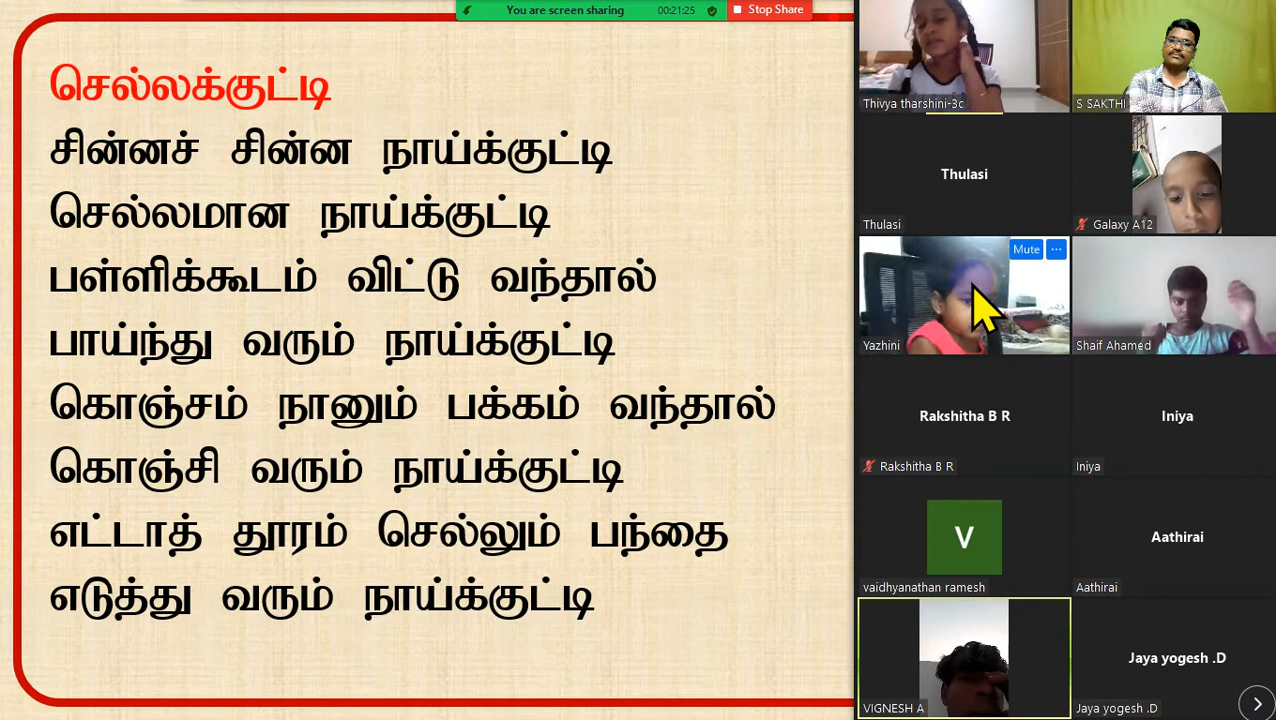 You are screen sharing 00:21:25 Stop Share
செல்லக்குட்டி
சின்னச் சின்ன நாய்க்குட்டி
செல்லமான நாய்க்குட்டி
பள்ளிக்கூடம் விட்டு வந்தால்
பாய்ந்து வரும் நாய்க்குட்டி
கொஞ்சம் நானும் பக்கம் வந்தால்
கொஞ்சி வரும் நாய்க்குட்டி
எட்டாத் தூரம் செல்லும் பந்தை
எடுத்து வரும் நாய்க்குட்டி
Thivya tharshini-3c
S SAKTHI
Thulasi
Thulasi
Galaxy A12
Mute
Yazhini
Shaif Ahamed
Rakshitha B R
Rakshitha B R
Iniya
Iniya
V
vaidhyanathan ramesh
Aathirai
Aathirai
VIGNESH A
Jaya yogesh .D
Jaya yogesh .D